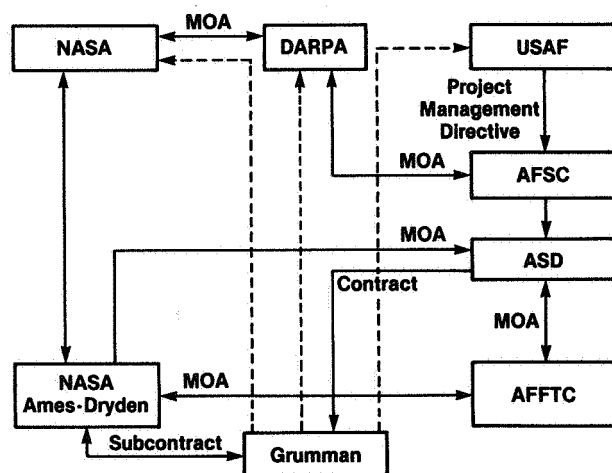 MOA
NASA
DARPA
USAF
Project
Management
Directive
MOA
AFSC
MOA
ASD
Contract
MOA
NASA
Ames-Dryden
MOA
AFFTC
Subcontract
Grumman